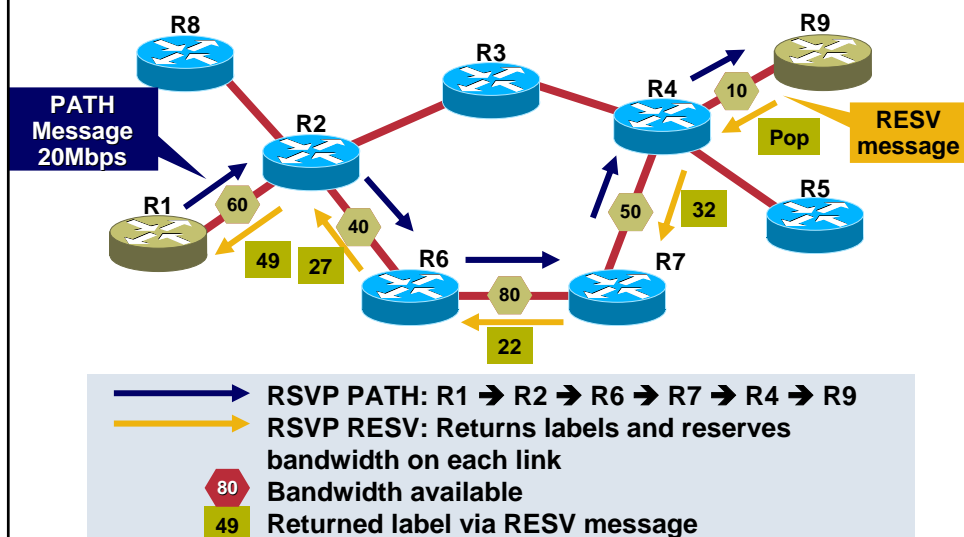 R8
R9
R3
R4
10
PATH
Message
20Mbps
R2
Pop
RESV
message
R1
60
50
32
R5
40
49
27
R6
R7
80
22
RSVP PATH: R1 ➔ R2 ➔ R6 ➔ R7 ➔ R4 ➔ R9
RSVP RESV: Returns labels and reserves
bandwidth on each link
80 Bandwidth available
49 Returned label via RESV message